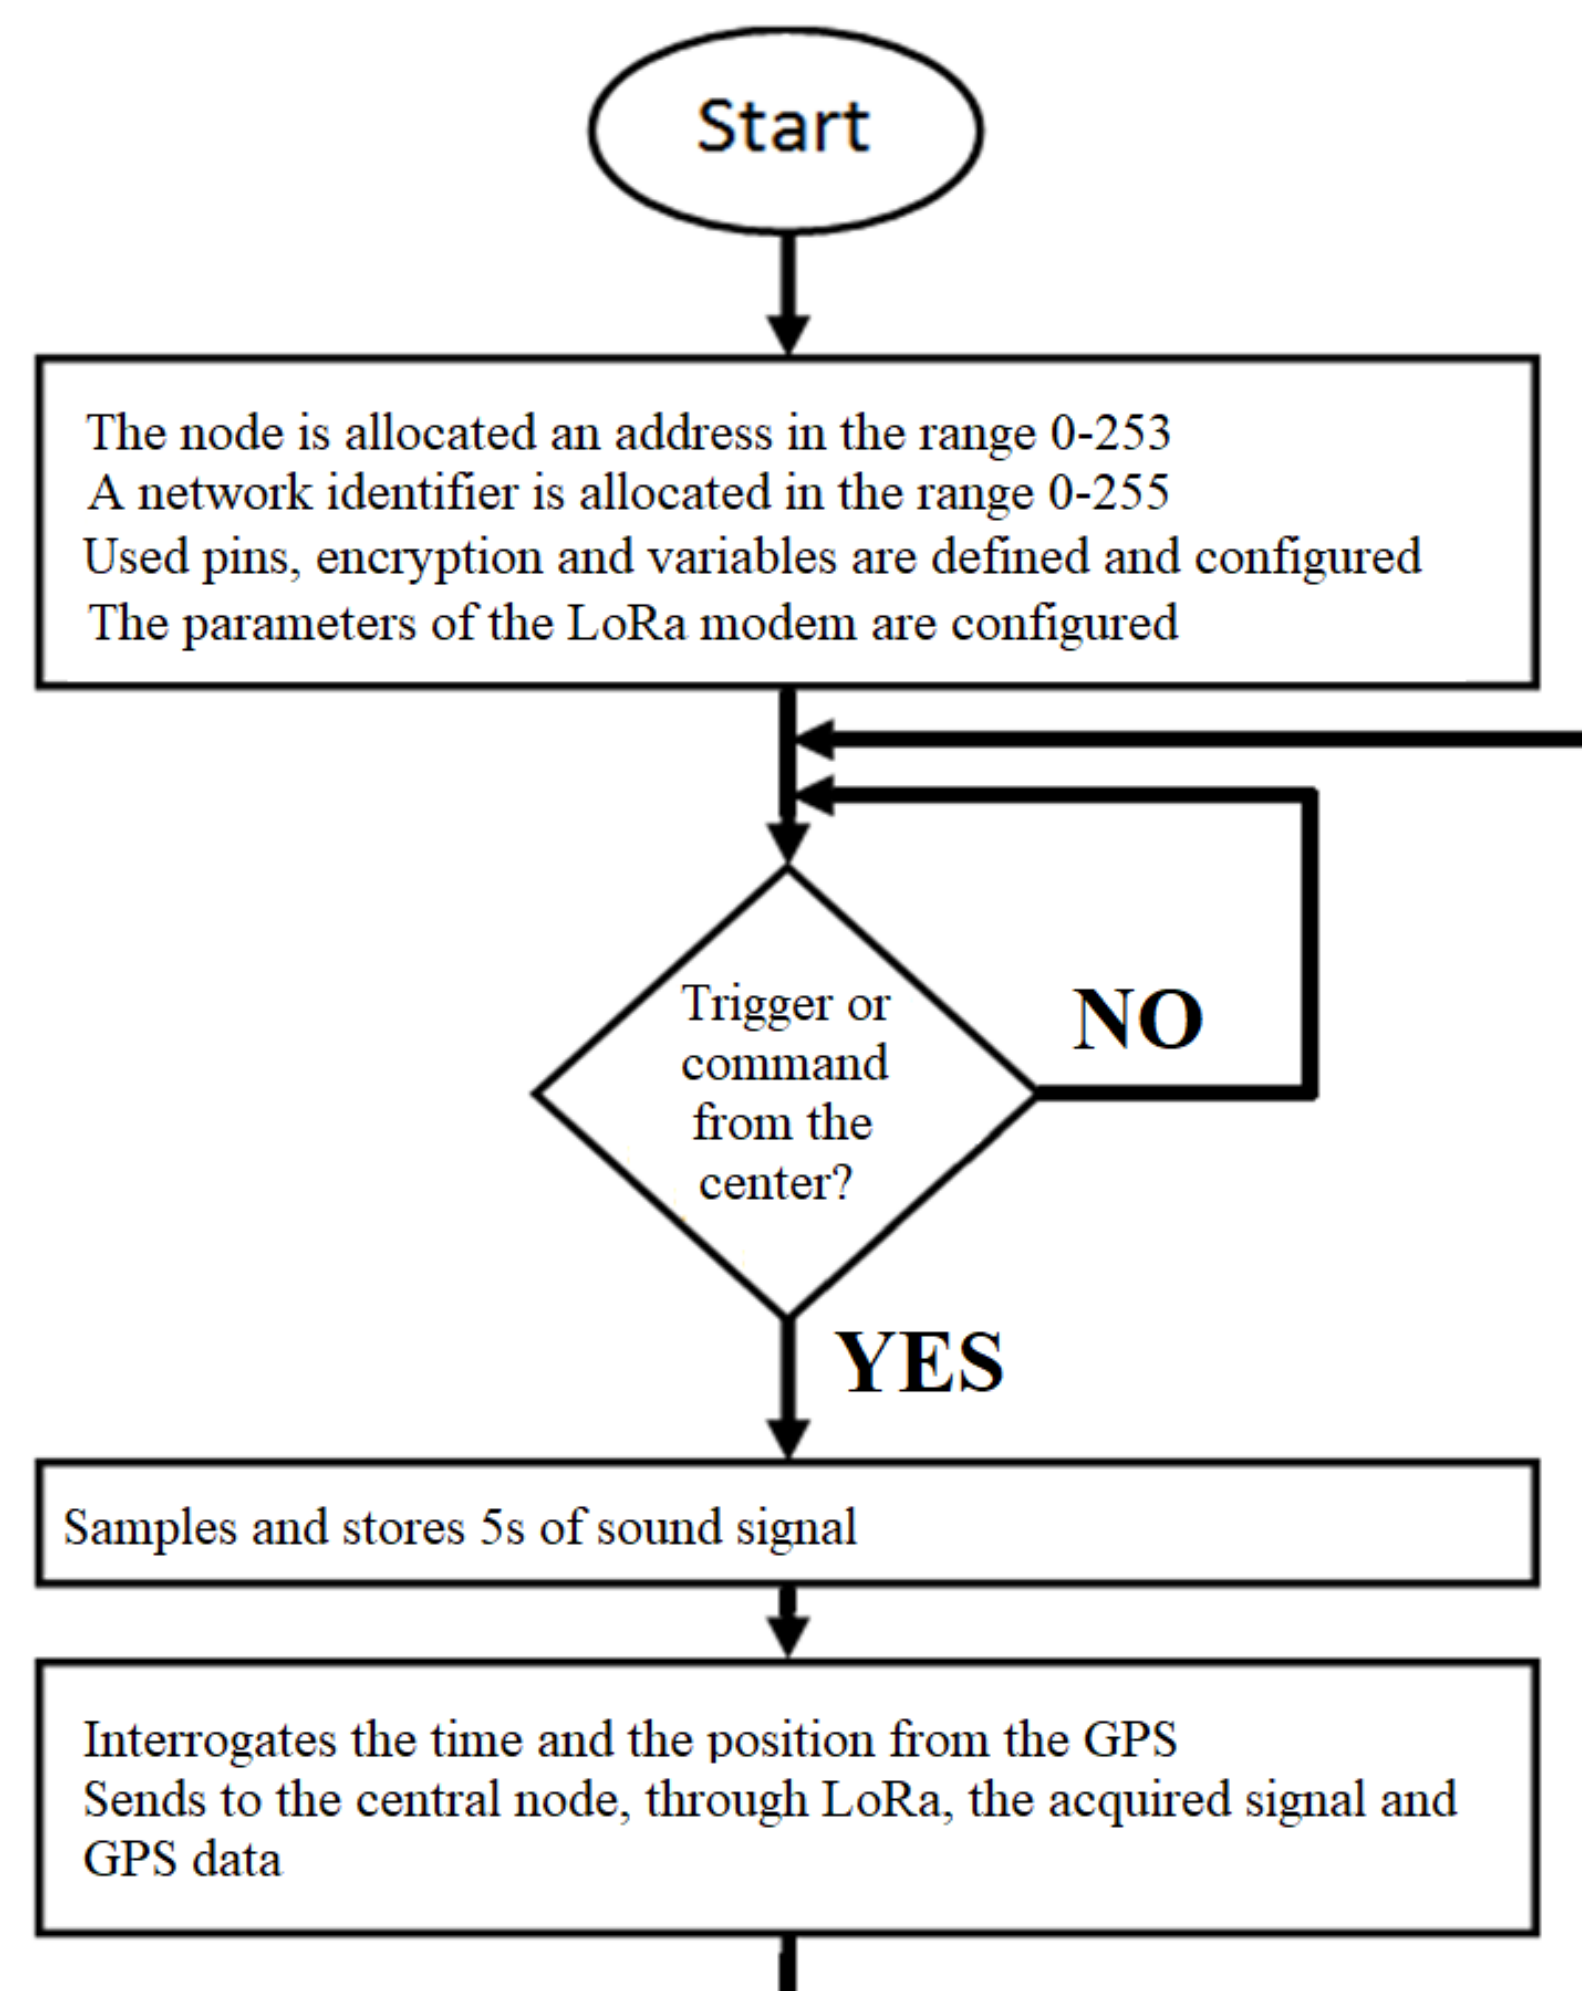 Start
The node is allocated an address in the range 0-253
A network identifier is allocated in the range 0-255
Used pins, encryption and variables are defined and configured
The parameters of the LoRa modem are configured
Trigger or
command
from the
center?
NO
YES
Samples and stores 5s of sound signal
Interrogates the time and the position from the GPS
Sends to the central node, through LoRa, the acquired signal and
GPS data